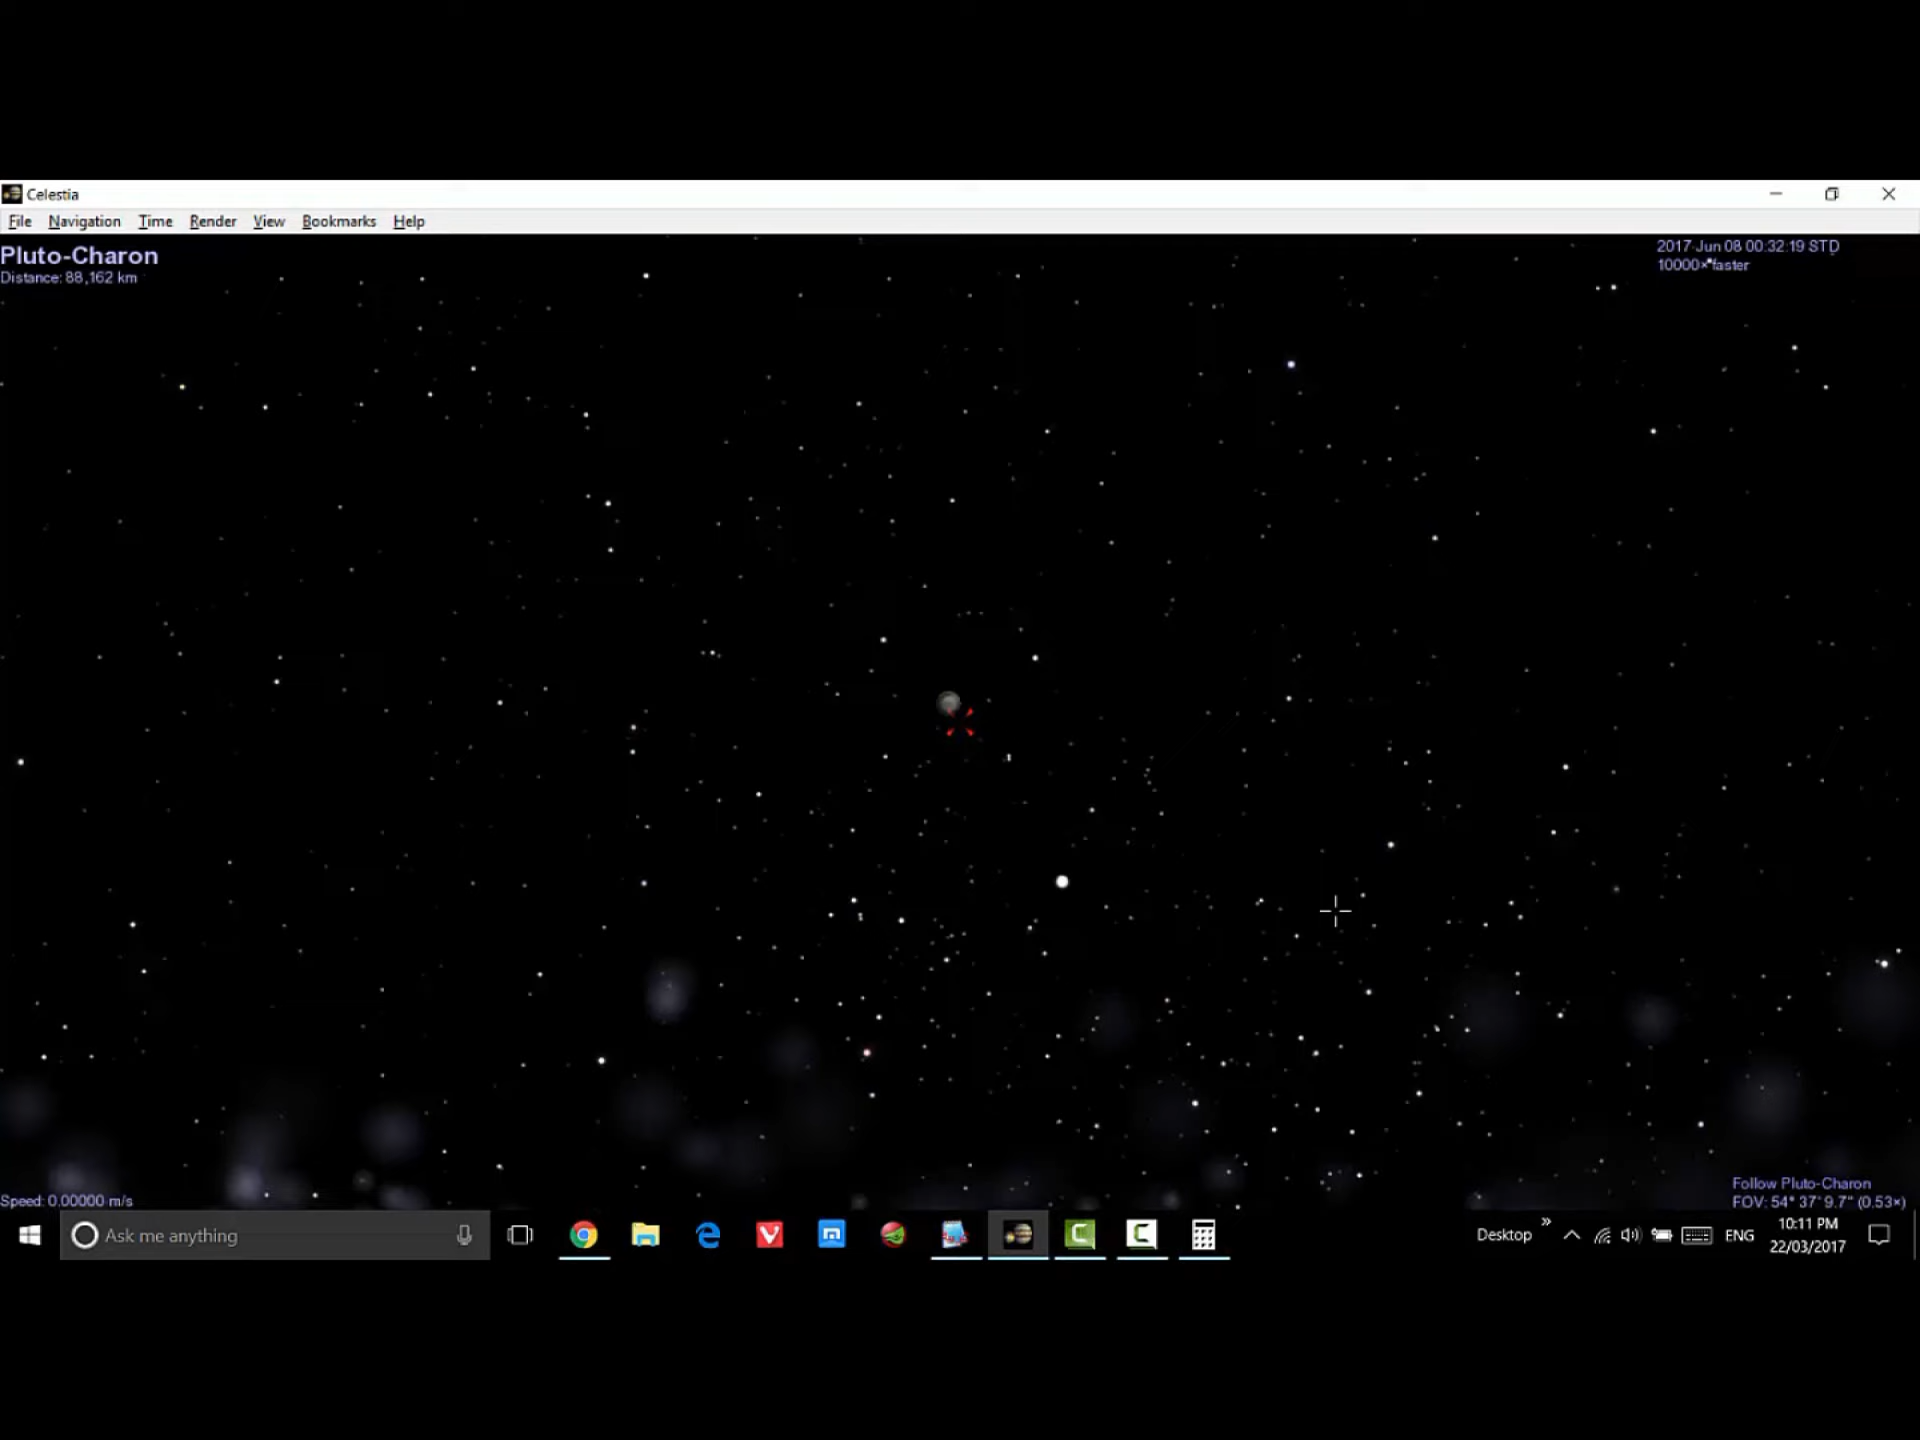 Celestia
File Navigation Time Render View Bookmarks Help
Pluto-Charon
Distance: 88,162 km
2017 Jun 08 00:32:19 STD
10000× faster
Speed: 0.00000 m/s
Follow Pluto-Charon
FOV: 54° 37' 9.7" (0.53×)
Ask me anything
Desktop
ENG
10:11 PM
22/03/2017